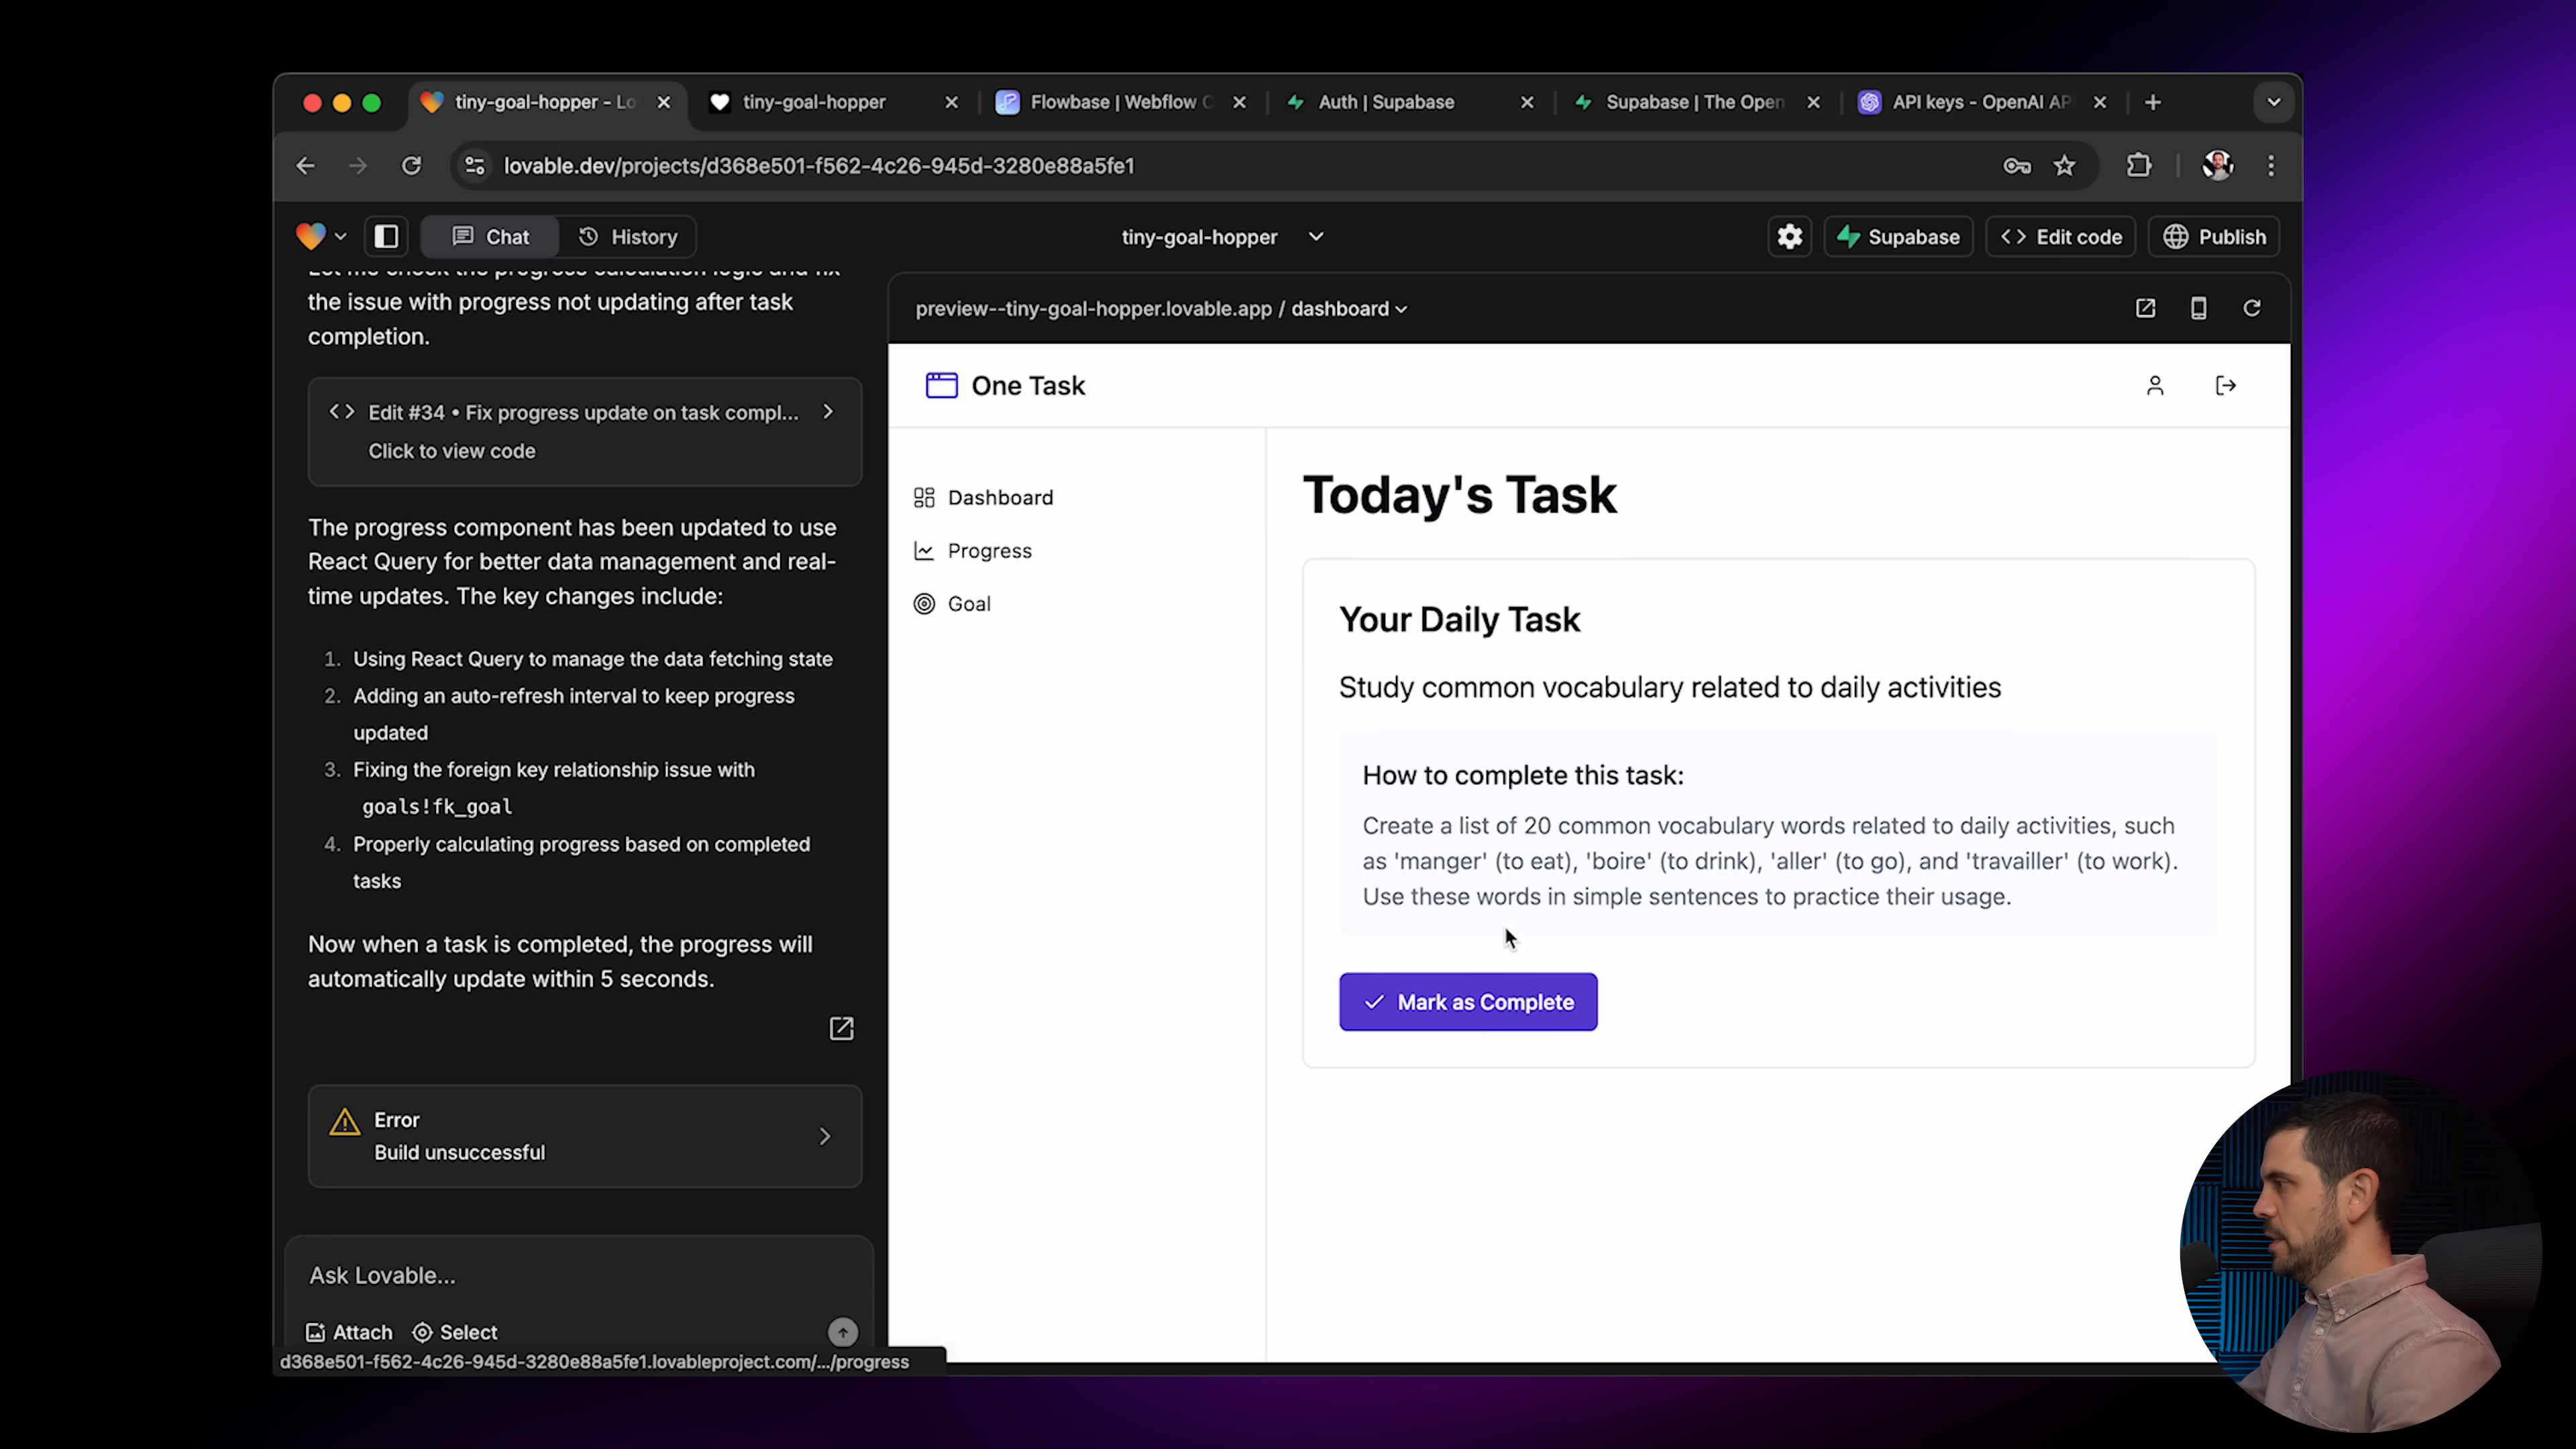 tiny-goal-hopper - Lo
tiny-goal-hopper
Flowbase | Webflow C
Auth | Supabase
Supabase | The Open
API keys - OpenAI AP
lovable.dev/projects/d368e501-f562-4c26-945d-3280e88a5fe1
Chat
History
tiny-goal-hopper
Supabase
Edit code
Publish
Let me check the progress calculation logic and fix
the issue with progress not updating after task
completion.
Edit #34 • Fix progress update on task compl...
Click to view code
The progress component has been updated to use
React Query for better data management and real-
time updates. The key changes include:
1. Using React Query to manage the data fetching state
2. Adding an auto-refresh interval to keep progress
updated
3. Fixing the foreign key relationship issue with
goals!fk_goal
4. Properly calculating progress based on completed
tasks
Now when a task is completed, the progress will
automatically update within 5 seconds.
Error
Build unsuccessful
Ask Lovable...
Attach
Select
d368e501-f562-4c26-945d-3280e88a5fe1.lovableproject.com/.../progress
preview--tiny-goal-hopper.lovable.app / dashboard
One Task
Dashboard
Progress
Goal
Today's Task
Your Daily Task
Study common vocabulary related to daily activities
How to complete this task:
Create a list of 20 common vocabulary words related to daily activities, such
as 'manger' (to eat), 'boire' (to drink), 'aller' (to go), and 'travailler' (to work).
Use these words in simple sentences to practice their usage.
Mark as Complete